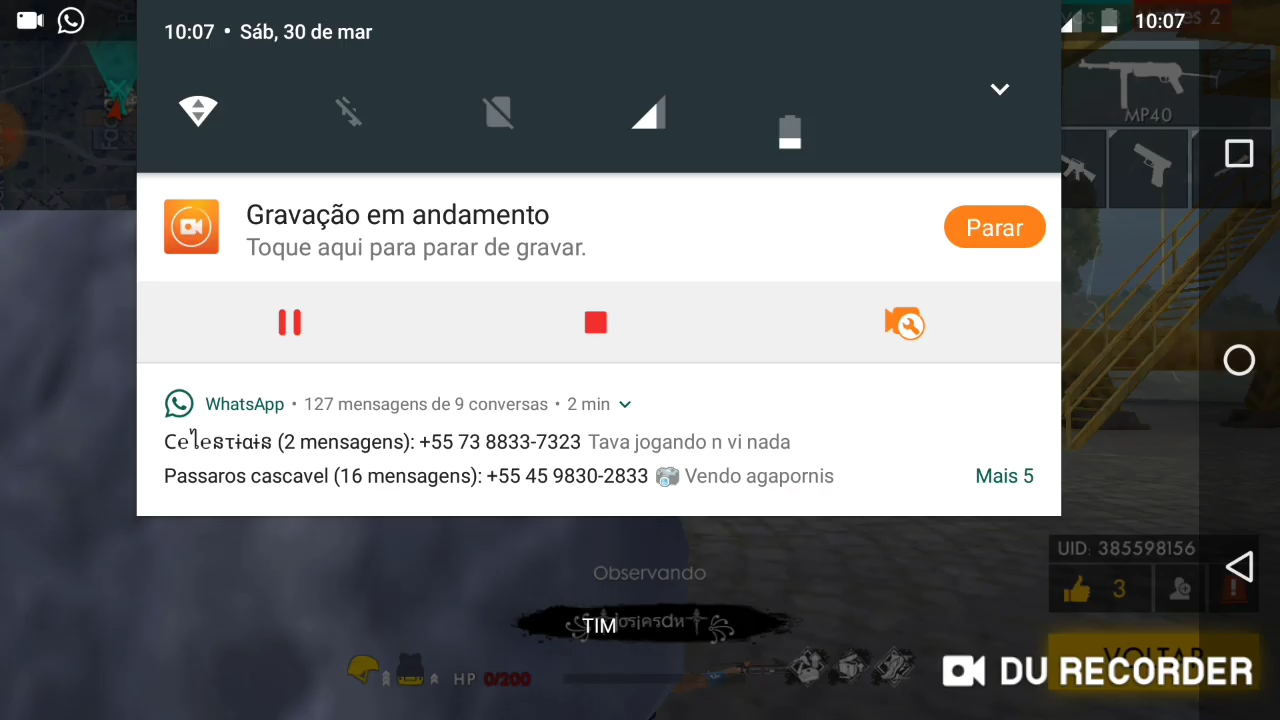 10:07 • Sáb, 30 de mar
10:07
MP40
Gravação em andamento
Toque aqui para parar de gravar.
Parar
WhatsApp • 127 mensagens de 9 conversas • 2 min
Celesτɨαɨs (2 mensagens): +55 73 8833-7323 Tava jogando n vi nada
Passaros cascavel (16 mensagens): +55 45 9830-2833 📷 Vendo agapornis
Mais 5
UID: 385598156
3
Observando
TIM
HP 0/200
VOLTAR
DU RECORDER